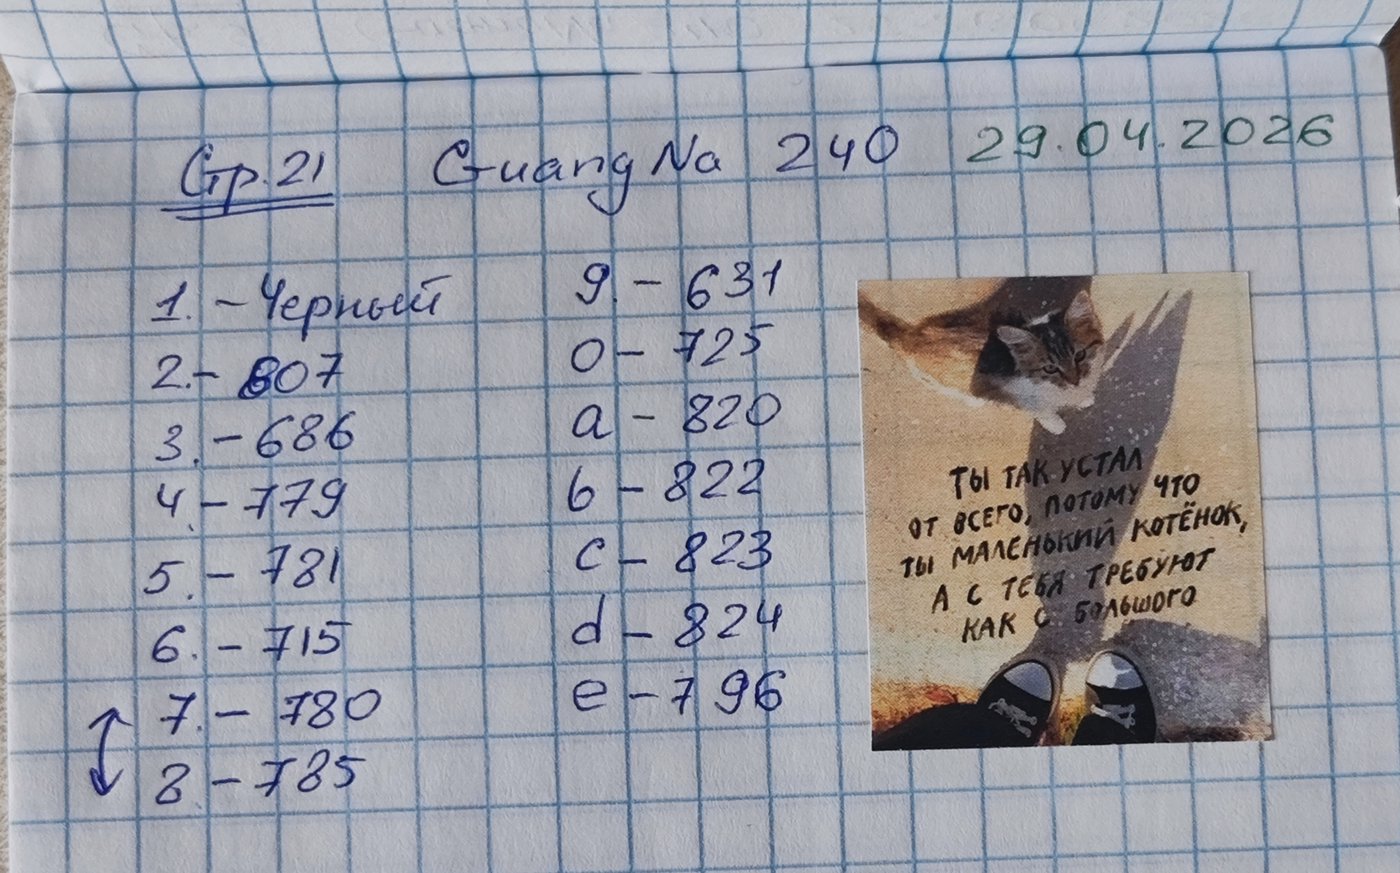 Стр.21 GuangNa 240 29.04.2026
1. - Черный
2. - 807
3. - 686
4. - 779
5. - 781
6. - 715
7. - 780
8. - 785
9. - 631
0 - 725
a - 820
b - 822
c - 823
d - 824
e - 796
ТЫ ТАК УСТАЛ
ОТ ВСЕГО, ПОТОМУ ЧТО
ТЫ МАЛЕНЬКИЙ КОТЁНОК,
А С ТЕБЯ ТРЕБУЮТ
КАК С БОЛЬШОГО